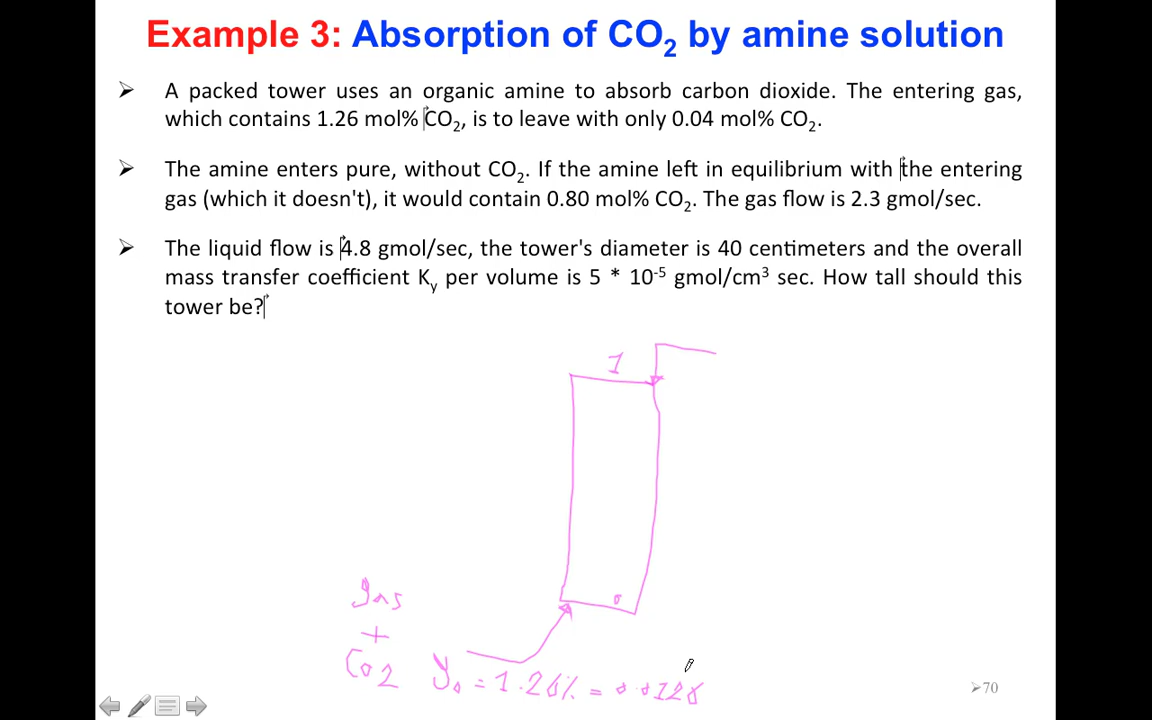 Example 3: Absorption of CO₂ by amine solution
➢ A packed tower uses an organic amine to absorb carbon dioxide. The entering gas,
which contains 1.26 mol% CO₂, is to leave with only 0.04 mol% CO₂.
➢ The amine enters pure, without CO₂. If the amine left in equilibrium with the entering
gas (which it doesn't), it would contain 0.80 mol% CO₂. The gas flow is 2.3 gmol/sec.
➢ The liquid flow is 4.8 gmol/sec, the tower's diameter is 40 centimeters and the overall
mass transfer coefficient Kᵧ per volume is 5 * 10⁻⁵ gmol/cm³ sec. How tall should this
tower be?
1
gas
+
CO2
0
y₀ = 1.26% = 0.0126
➢70